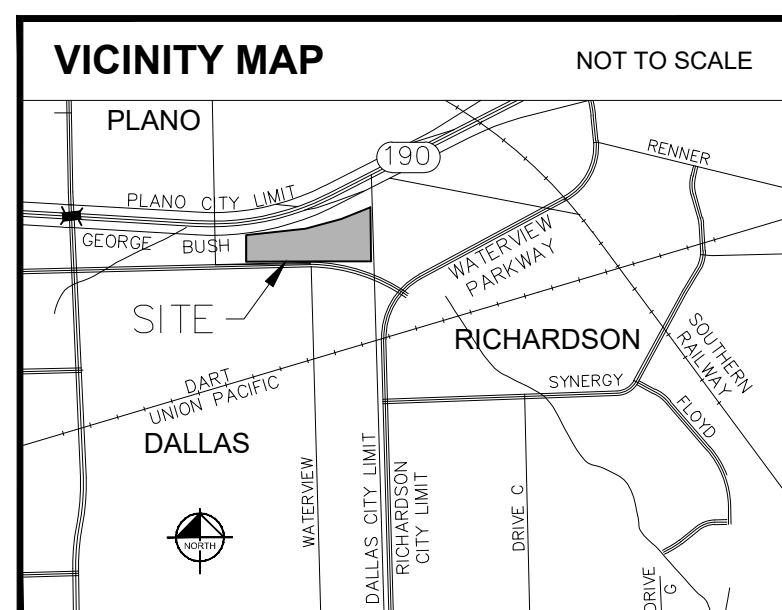 VICINITY MAP
NOT TO SCALE
PLANO
190
RENNER
PLANO CITY LIMIT
GEORGE BUSH
WATERVIEW
PARKWAY
SITE
RICHARDSON
SOUTHERN
RAILWAY
DART
UNION PACIFIC
SYNERGY
FLOYD
DALLAS
WATERVIEW
DALLAS CITY LIMIT
RICHARDSON
CITY LIMIT
DRIVE C
NORTH
DRIVE
G